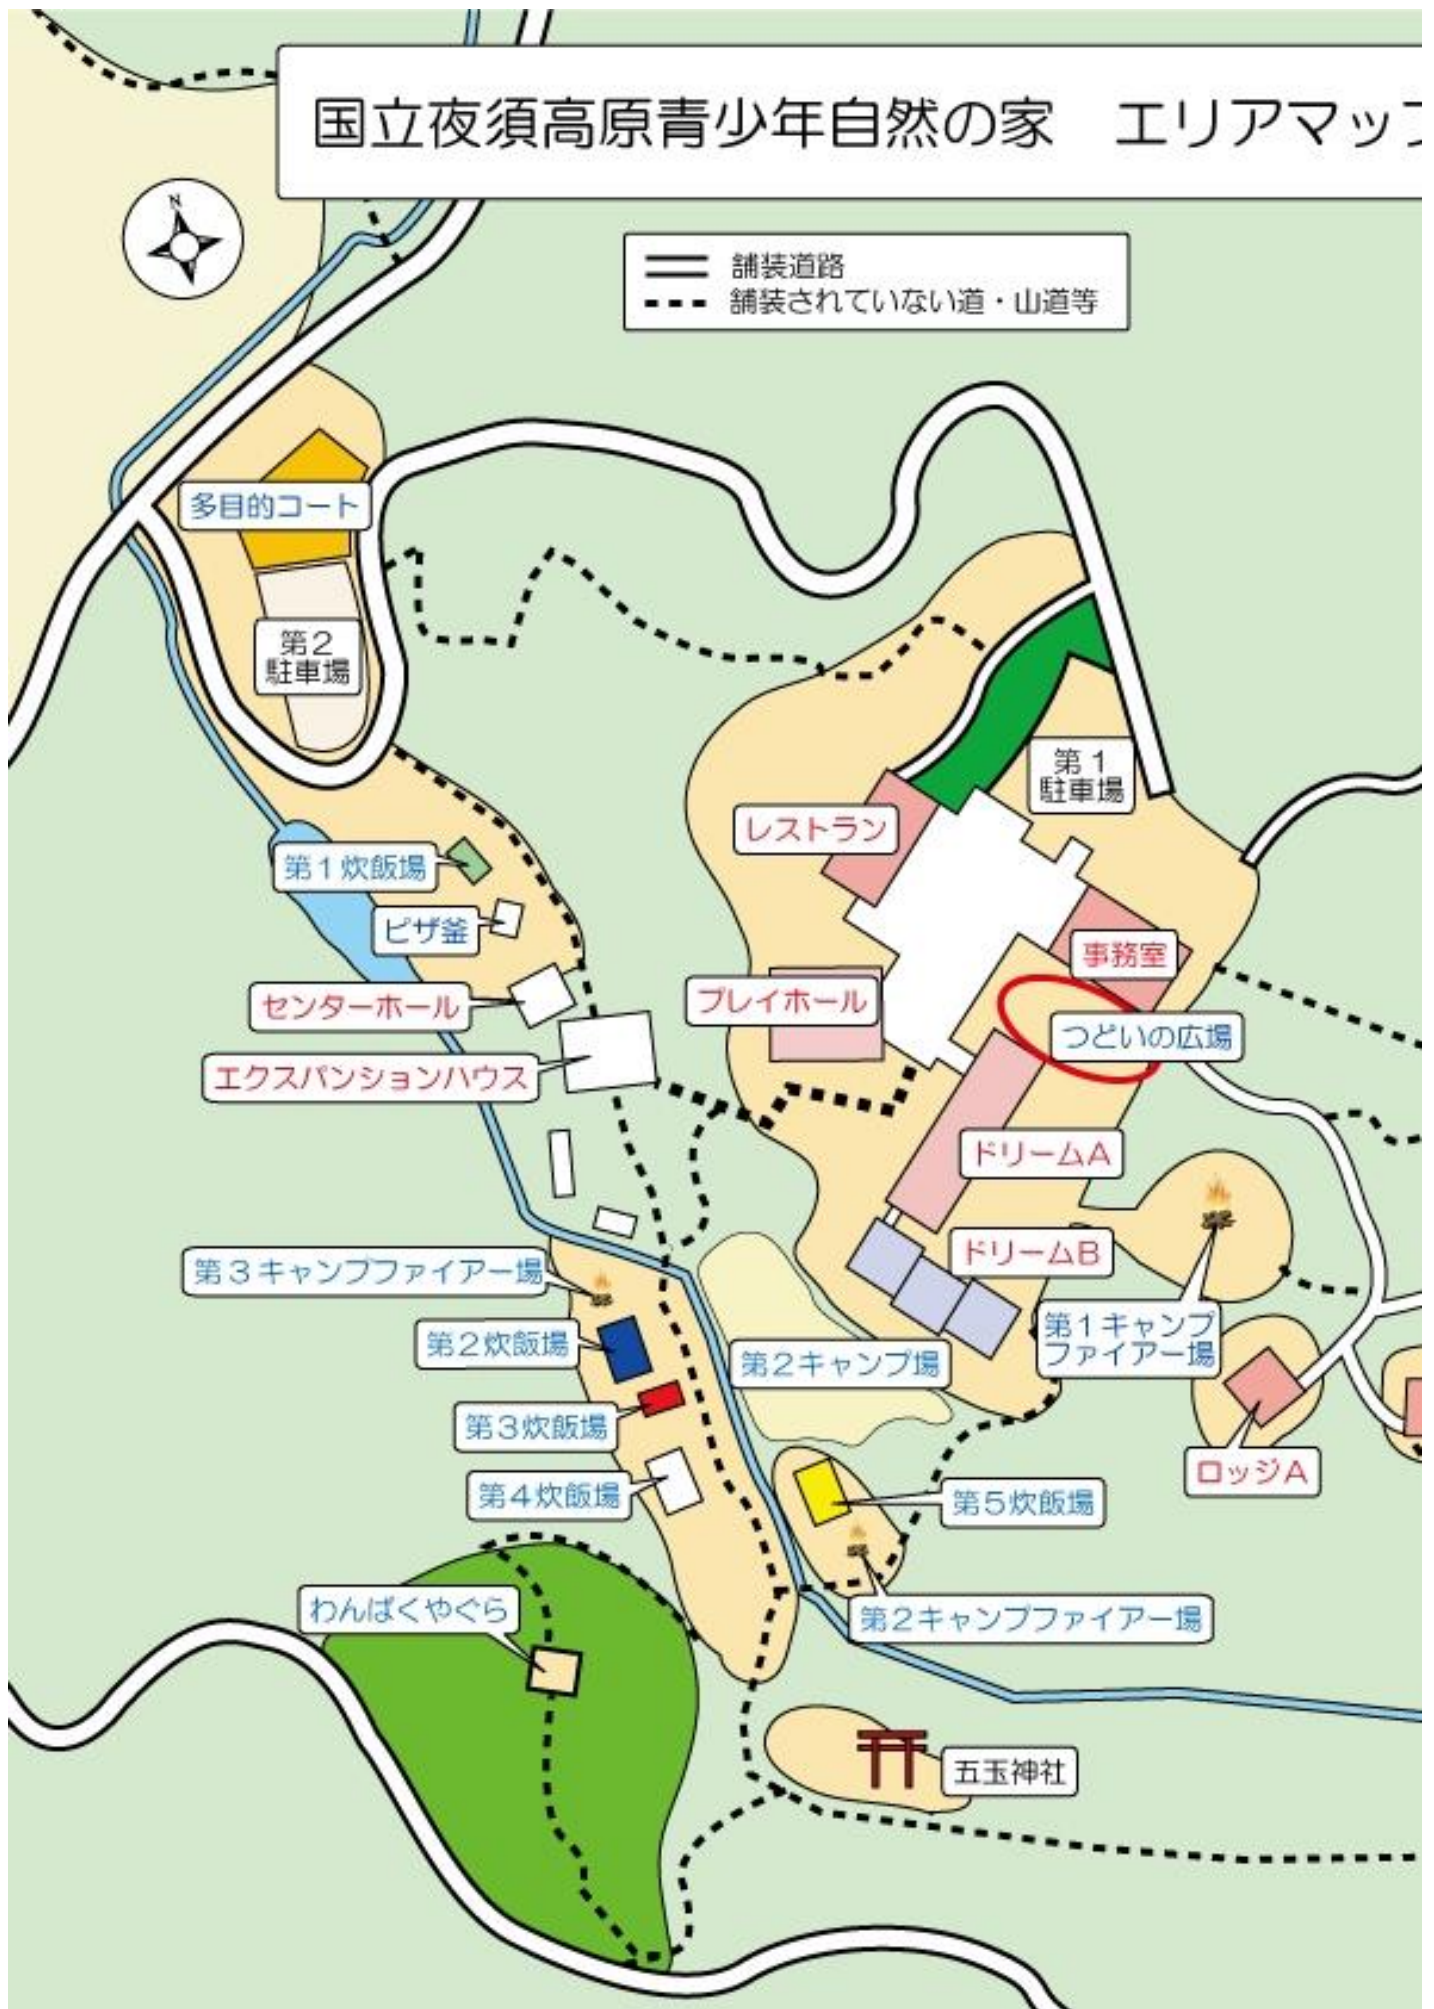 国立夜須高原青少年自然の家　エリアマップ
N
舗装道路
舗装されていない道・山道等
多目的コート
第２
駐車場
第１
駐車場
レストラン
第１炊飯場
ピザ釜
事務室
センターホール
プレイホール
つどいの広場
エクスパンションハウス
ドリームA
ドリームB
第３キャンプファイアー場
第１キャンプ
ファイアー場
第２炊飯場
第２キャンプ場
第３炊飯場
ロッジA
第４炊飯場
第５炊飯場
わんぱくやぐら
第２キャンプファイアー場
五玉神社